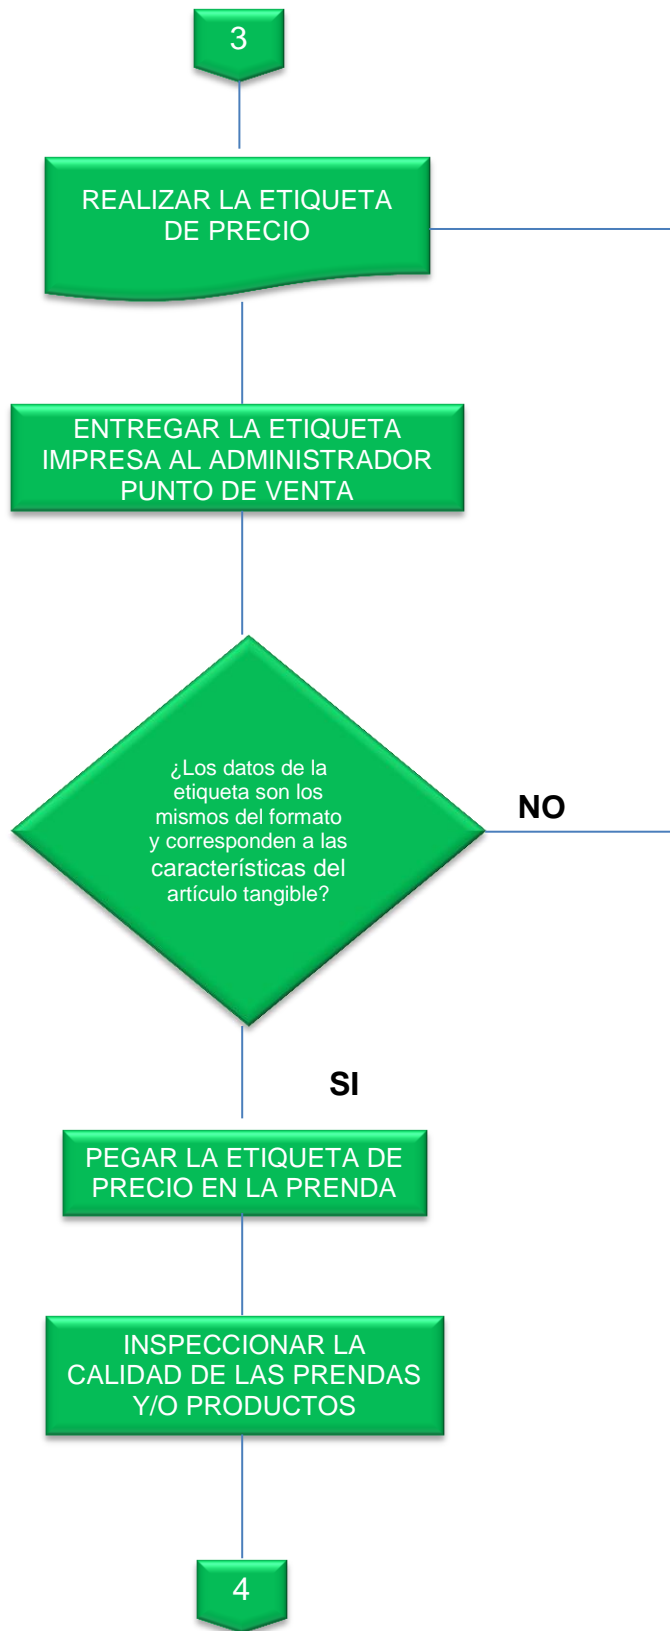 3
REALIZAR LA ETIQUETA
DE PRECIO
ENTREGAR LA ETIQUETA
IMPRESA AL ADMINISTRADOR
PUNTO DE VENTA
¿Los datos de la
etiqueta son los
mismos del formato
y corresponden a las
características del
artículo tangible?
NO
SI
PEGAR LA ETIQUETA DE
PRECIO EN LA PRENDA
INSPECCIONAR LA
CALIDAD DE LAS PRENDAS
Y/O PRODUCTOS
4